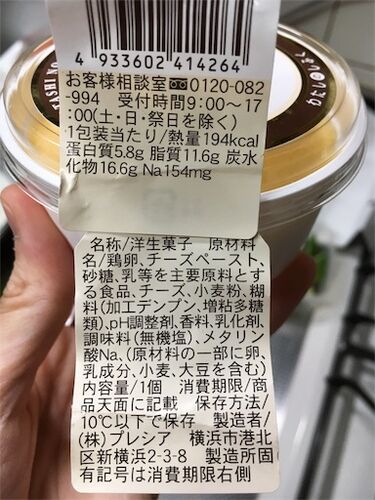 4 933602 414264
お客様相談室☎0120-082
-994 受付時間9:00〜17
:00(土・日・祭日を除く)
1包装当たり/熱量194kcal
蛋白質5.8g 脂質11.6g 炭水
化物16.6g Na154mg
名称/洋生菓子 原材料
名/鶏卵、チーズペースト、
砂糖、乳等を主要原料とす
る食品、チーズ、小麦粉、糊
料(加工デンプン、増粘多糖
類)、pH調整剤、香料、乳化剤、
調味料(無機塩)、メタリン
酸Na、(原材料の一部に卵、
乳成分、小麦、大豆を含む)
内容量/1個 消費期限/商
品天面に記載 保存方法/
10℃以下で保存 製造者/
(株)プレシア 横浜市港北
区新横浜2-3-8 製造所固
有記号は消費期限右側